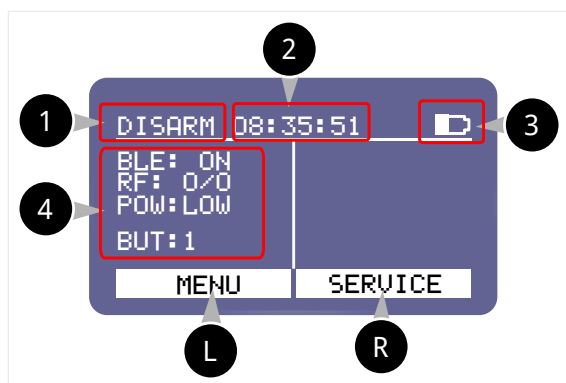 2
1
DISARM 08:35:51
3
BLE: ON
RF: 0/0
4
POW:LOW
BUT:1
MENU SERVICE
L R